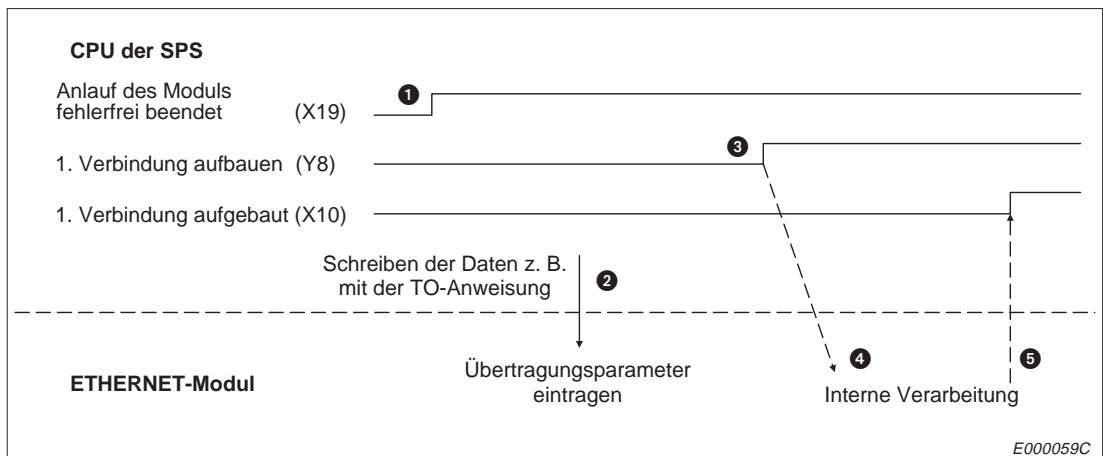 CPU der SPS
Anlauf des Moduls
fehlerfrei beendet (X19)
❶
1. Verbindung aufbauen (Y8)
❸
1. Verbindung aufgebaut (X10)
Schreiben der Daten z. B.
mit der TO-Anweisung
❷
ETHERNET-Modul
Übertragungsparameter
eintragen
❹
❺
Interne Verarbeitung
E000059C